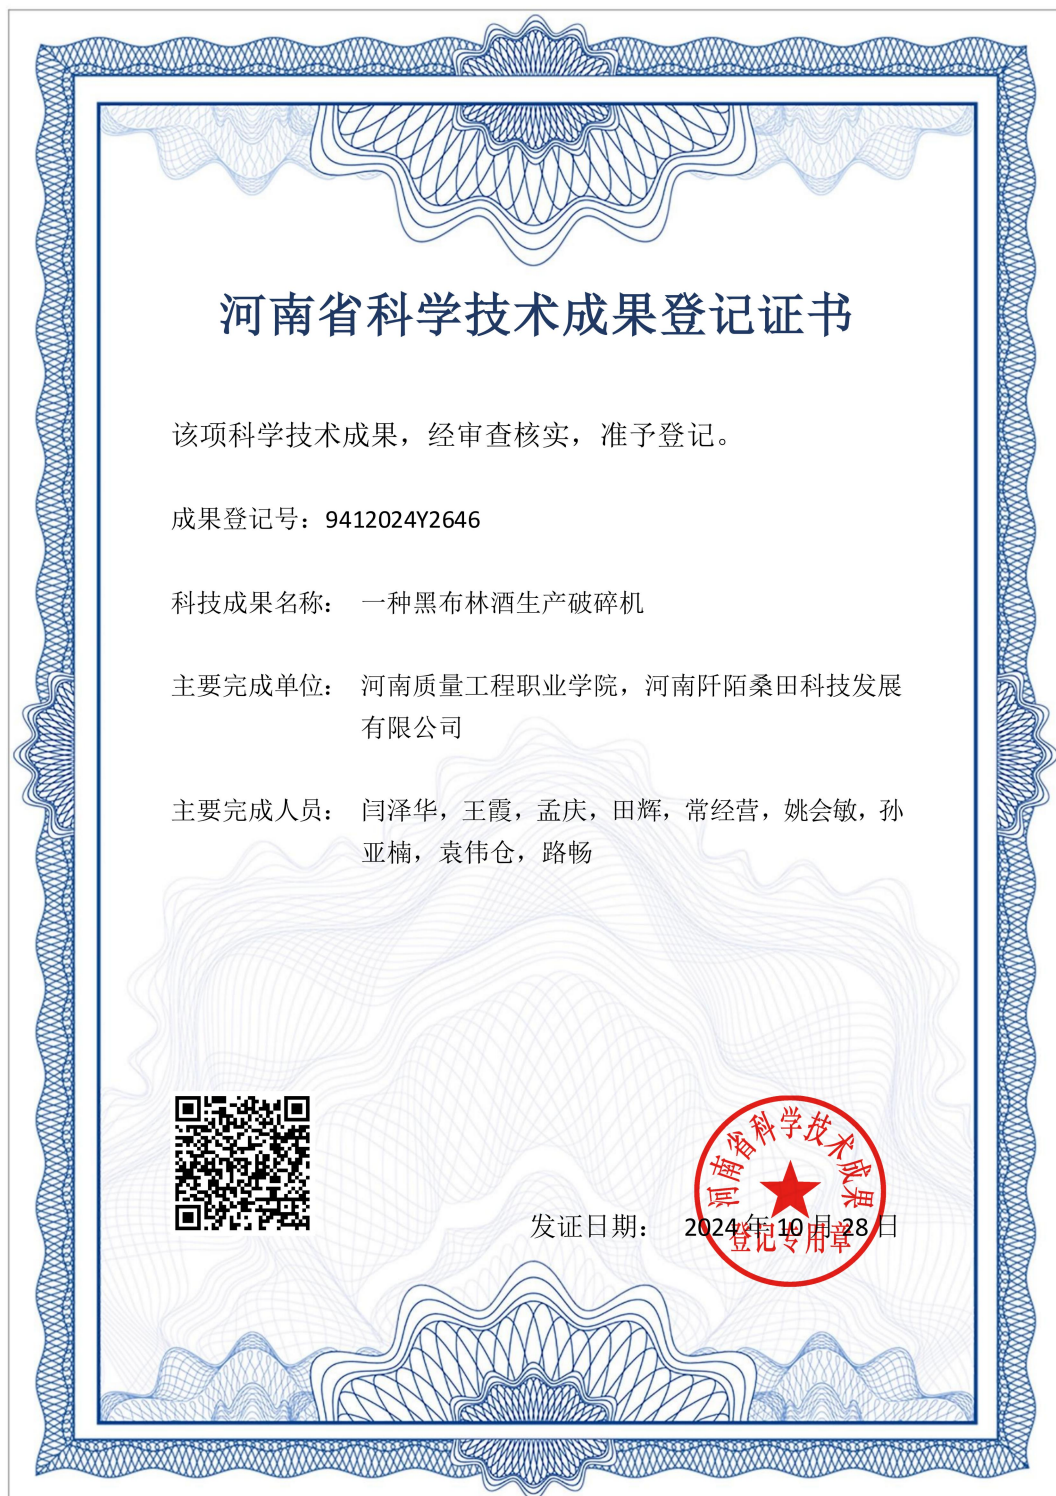 河南省科学技术成果登记证书
该项科学技术成果，经审查核实，准予登记。
成果登记号：9412024Y2646
科技成果名称： 一种黑布林酒生产破碎机
主要完成单位： 河南质量工程职业学院，河南阡陌桑田科技发展
有限公司
主要完成人员： 闫泽华，王霞，孟庆，田辉，常经营，姚会敏，孙
亚楠，袁伟仓，路畅
河南省科学技术成果
发证日期： 2024年10月28日
登记专用章